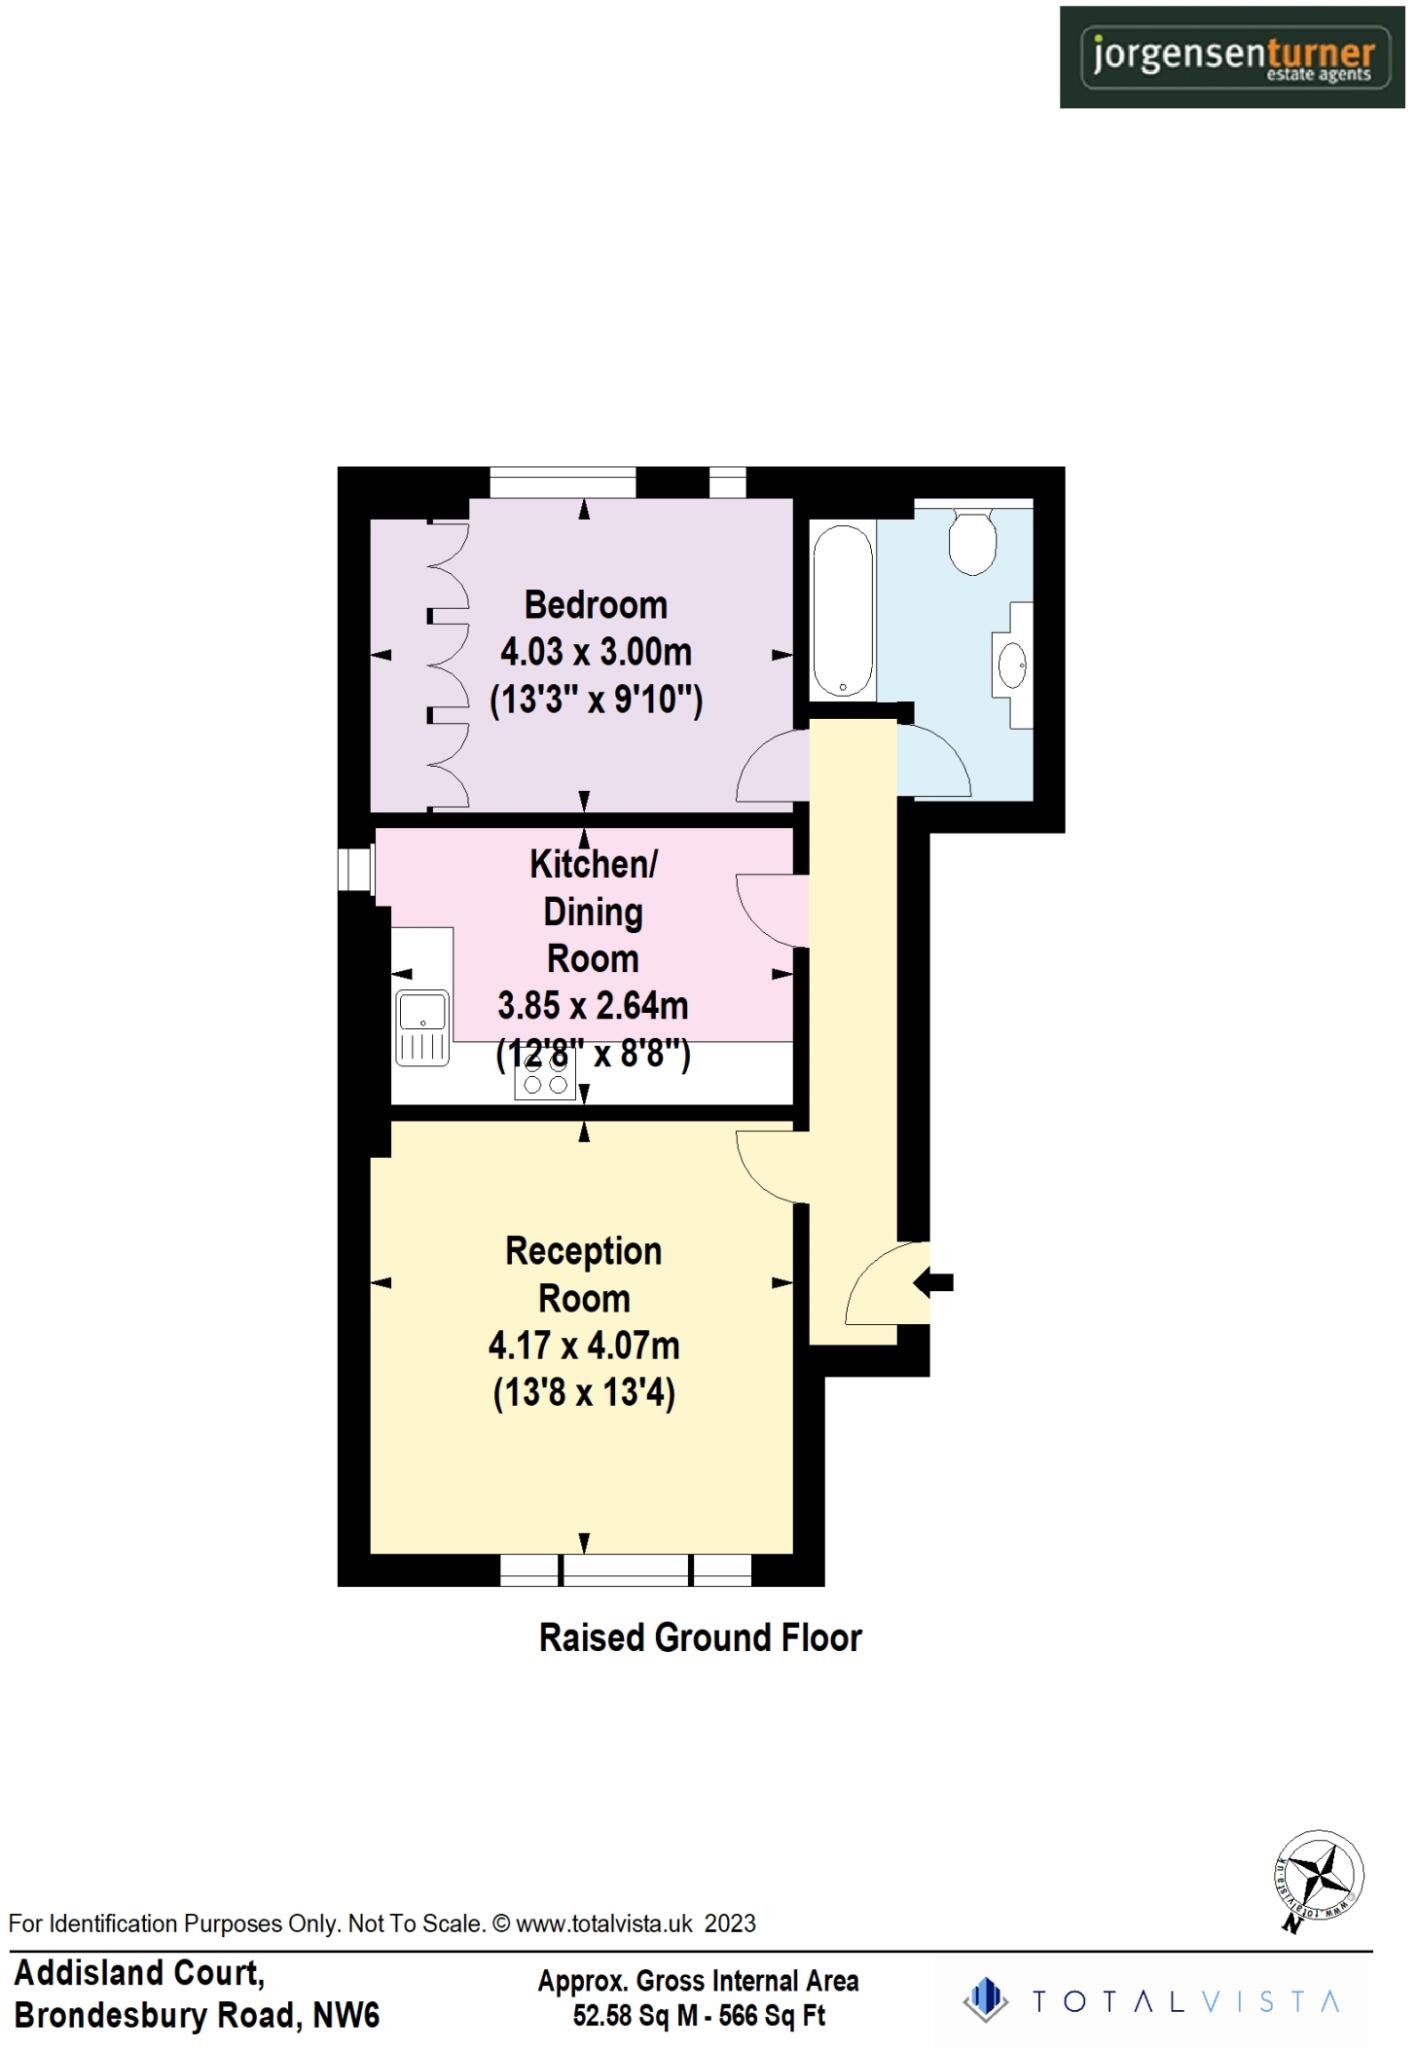 jorgensenturner
estate agents
Bedroom
4.03 x 3.00m
(13'3" x 9'10")
Kitchen/
Dining
Room
3.85 x 2.64m
(12'8" x 8'8")
Reception
Room
4.17 x 4.07m
(13'8 x 13'4)
Raised Ground Floor
www.totalvista.uk
N
For Identification Purposes Only. Not To Scale. © www.totalvista.uk 2023
Addisland Court,
Brondesbury Road, NW6
Approx. Gross Internal Area
52.58 Sq M - 566 Sq Ft
TOTALVISTA